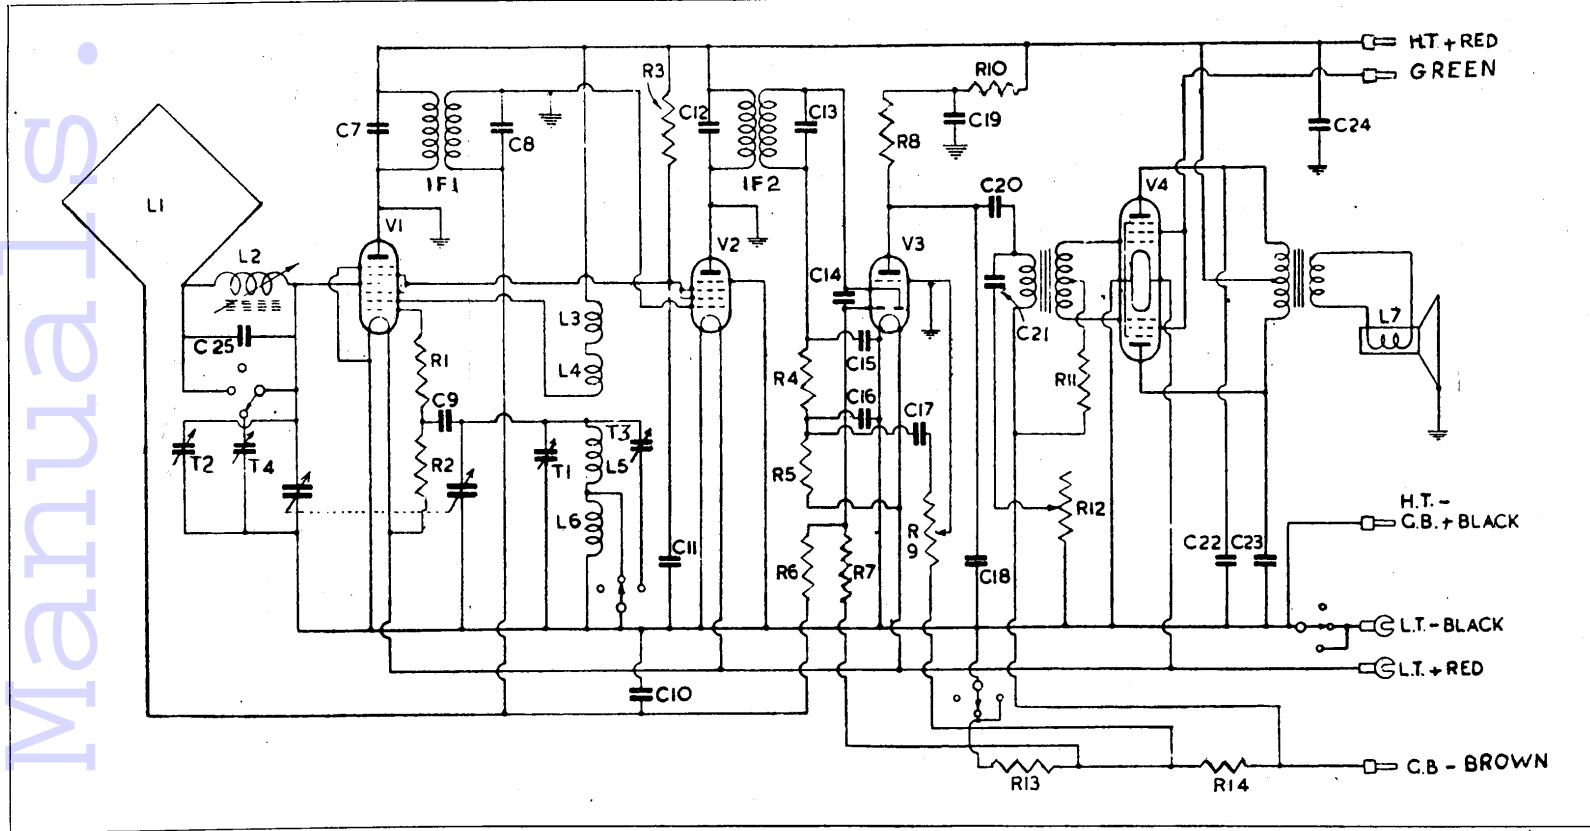 Manuals.
H.T. + RED
GREEN
R3
R10
C7
C8
C12
C13
C19
C24
R8
IF1
IF2
L1
C20
V4
V1
V2
V3
L2
C14
L3
C21
L7
C25
R1
C15
L4
R4
R11
C9
C16
C17
T3
T2
T4
R2
T1
L5
R5
H.T. -
G.B. + BLACK
L6
R12
R
9
C11
C22
C23
R6
R7
C18
L.T. - BLACK
L.T. + RED
C10
G.B - BROWN
R13
R14